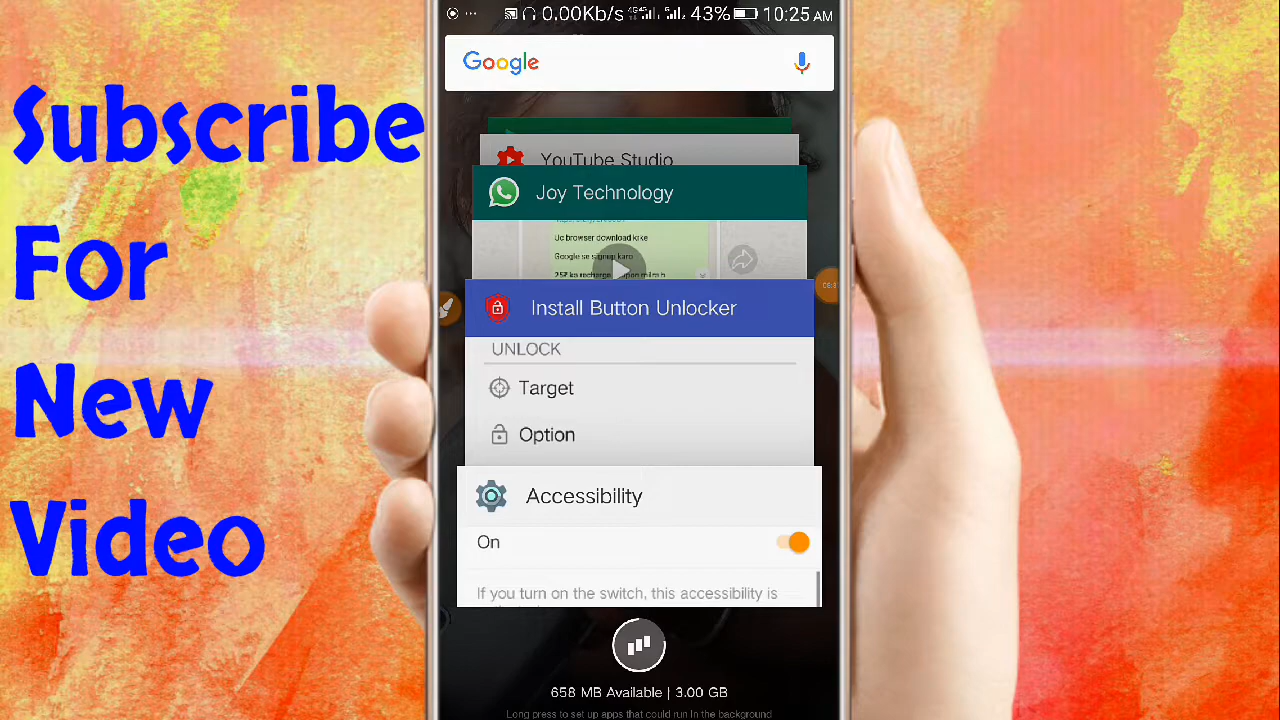 Subscribe
For
New
Video
0.00Kb/s 43% 10:25 AM
Google
YouTube Studio
Joy Technology
Uc browser download kike
Google se signup karo
Install Button Unlocker
UNLOCK
Target
Option
Accessibility
On
If you turn on the switch, this accessibility is
658 MB Available | 3.00 GB
Long press to set up apps that could run in the background